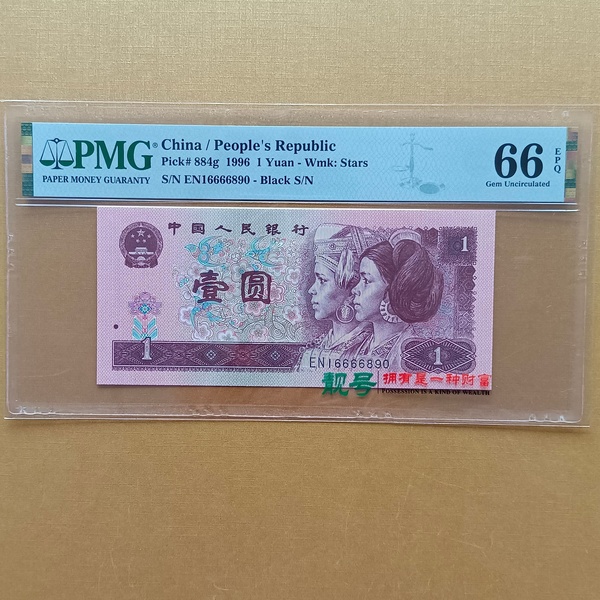 PMG®
PAPER MONEY GUARANTY
China / People's Republic
Pick# 884g 1996 1 Yuan - Wmk: Stars
S/N EN16666890 - Black S/N
66
EPQ
Gem Uncirculated
中国人民银行
1
壹圆
1
EN16666890
1
靓号
拥有是一种财富
POSSESSION IS A KIND OF WEALTH